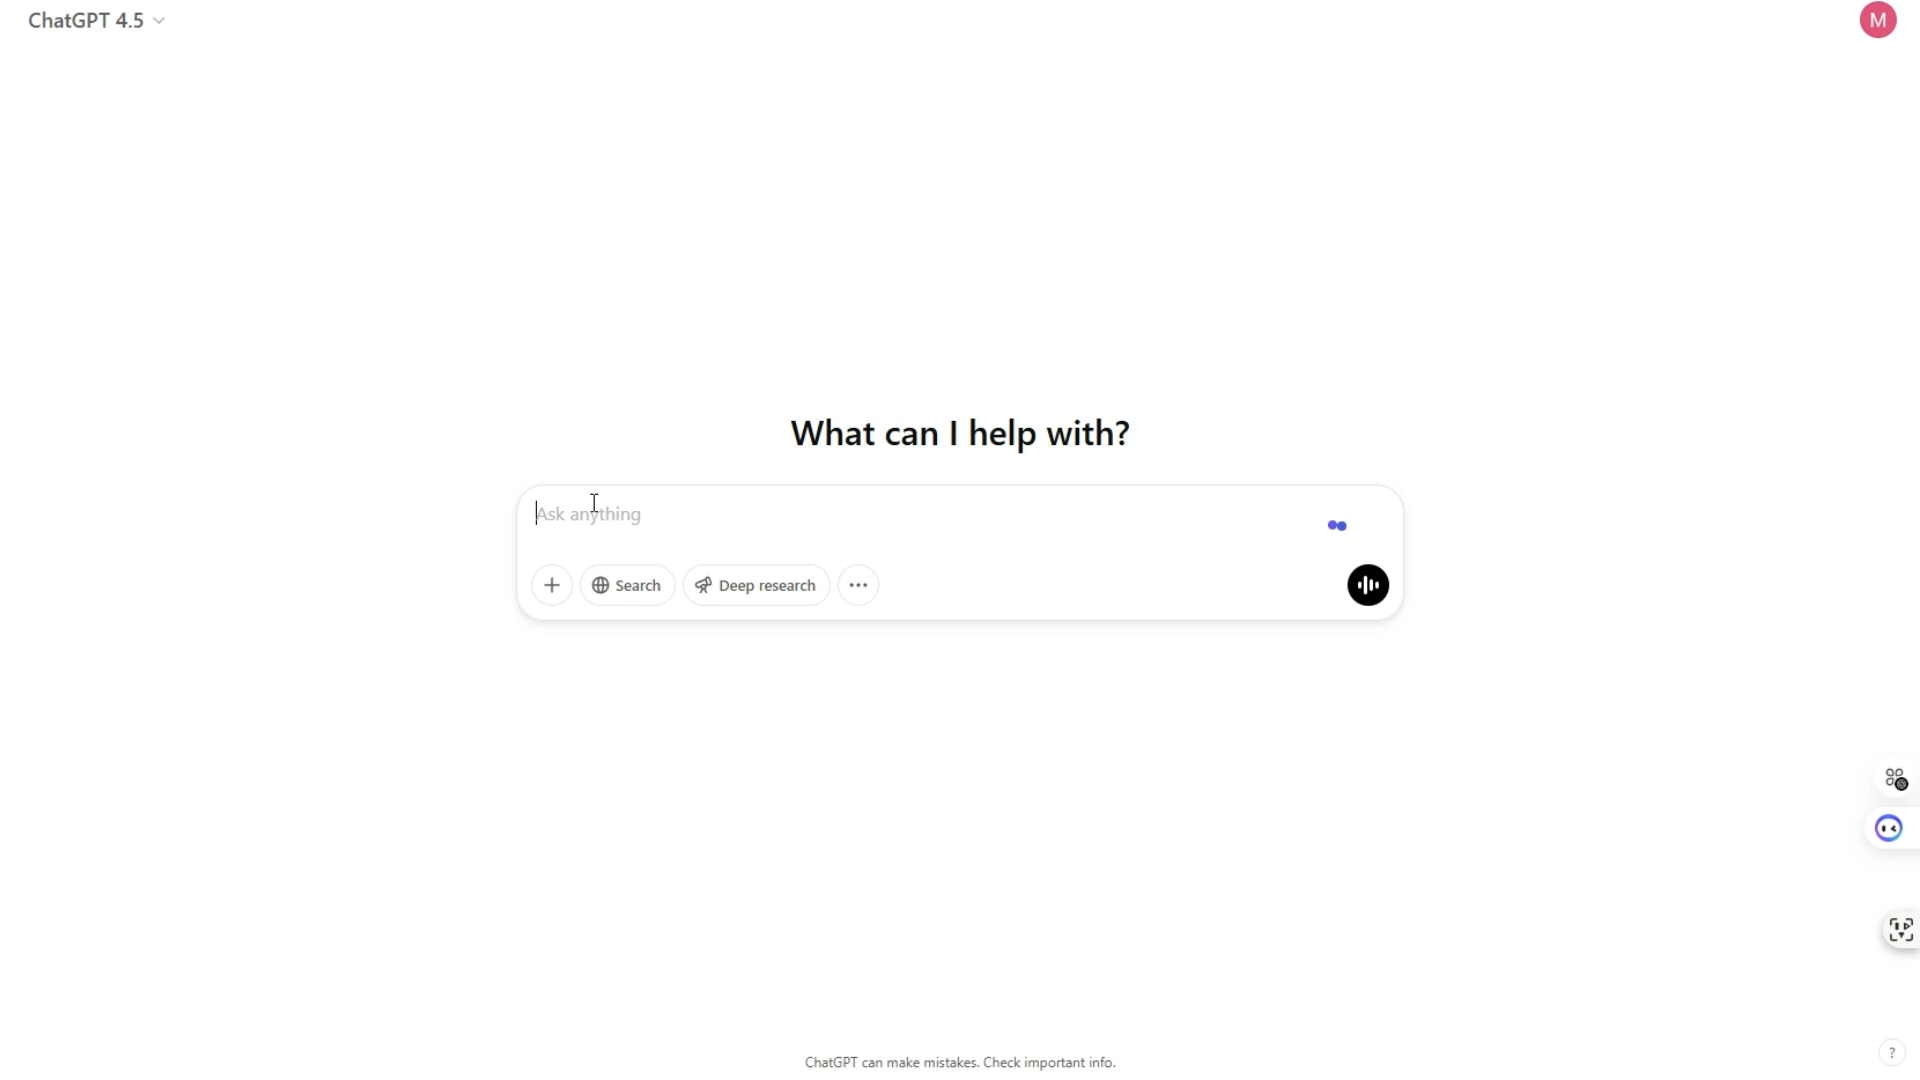 ChatGPT 4.5
M
What can I help with?
Ask anything
Search
Deep research
ChatGPT can make mistakes. Check important info.
?